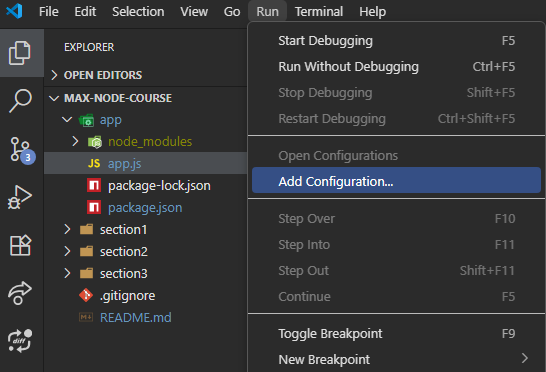 File Edit Selection View Go Run Terminal Help
EXPLORER
OPEN EDITORS
MAX-NODE-COURSE
app
node_modules
JS app.js
package-lock.json
package.json
section1
section2
section3
.gitignore
README.md
3
diff
Start Debugging F5
Run Without Debugging Ctrl+F5
Stop Debugging Shift+F5
Restart Debugging Ctrl+Shift+F5
Open Configurations
Add Configuration...
Step Over F10
Step Into F11
Step Out Shift+F11
Continue F5
Toggle Breakpoint F9
New Breakpoint